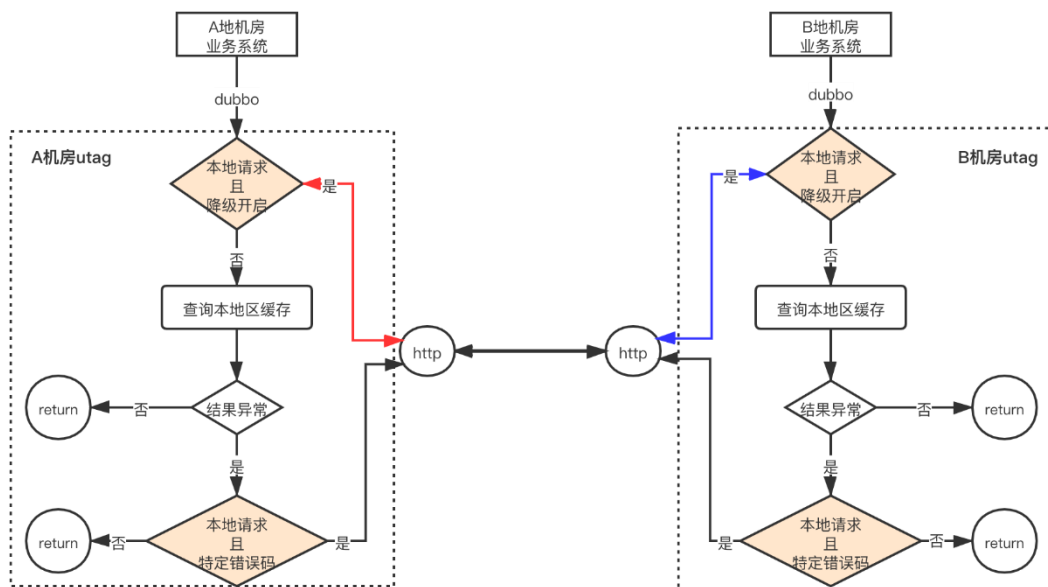 A地机房
业务系统
dubbo
A机房utag
本地请求
且
降级开启
是
否
查询本地区缓存
http
结果异常
否
return
是
本地请求
且
特定错误码
否
return
是
B地机房
业务系统
dubbo
B机房utag
本地请求
且
降级开启
是
否
查询本地区缓存
http
结果异常
否
return
是
本地请求
且
特定错误码
是
否
return